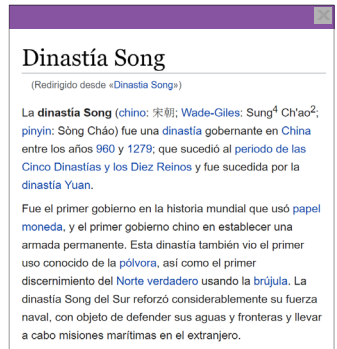 Dinastía Song
(Redirigido desde «Dinastia Song»)
La dinastía Song (chino: 宋朝; Wade-Giles: Sung4 Ch'ao2;
pinyin: Sòng Cháo) fue una dinastía gobernante en China
entre los años 960 y 1279; que sucedió al periodo de las
Cinco Dinastías y los Diez Reinos y fue sucedida por la
dinastía Yuan.
Fue el primer gobierno en la historia mundial que usó papel
moneda, y el primer gobierno chino en establecer una
armada permanente. Esta dinastía también vio el primer
uso conocido de la pólvora, así como el primer
discernimiento del Norte verdadero usando la brújula. La
dinastía Song del Sur reforzó considerablemente su fuerza
naval, con objeto de defender sus aguas y fronteras y llevar
a cabo misiones marítimas en el extranjero.